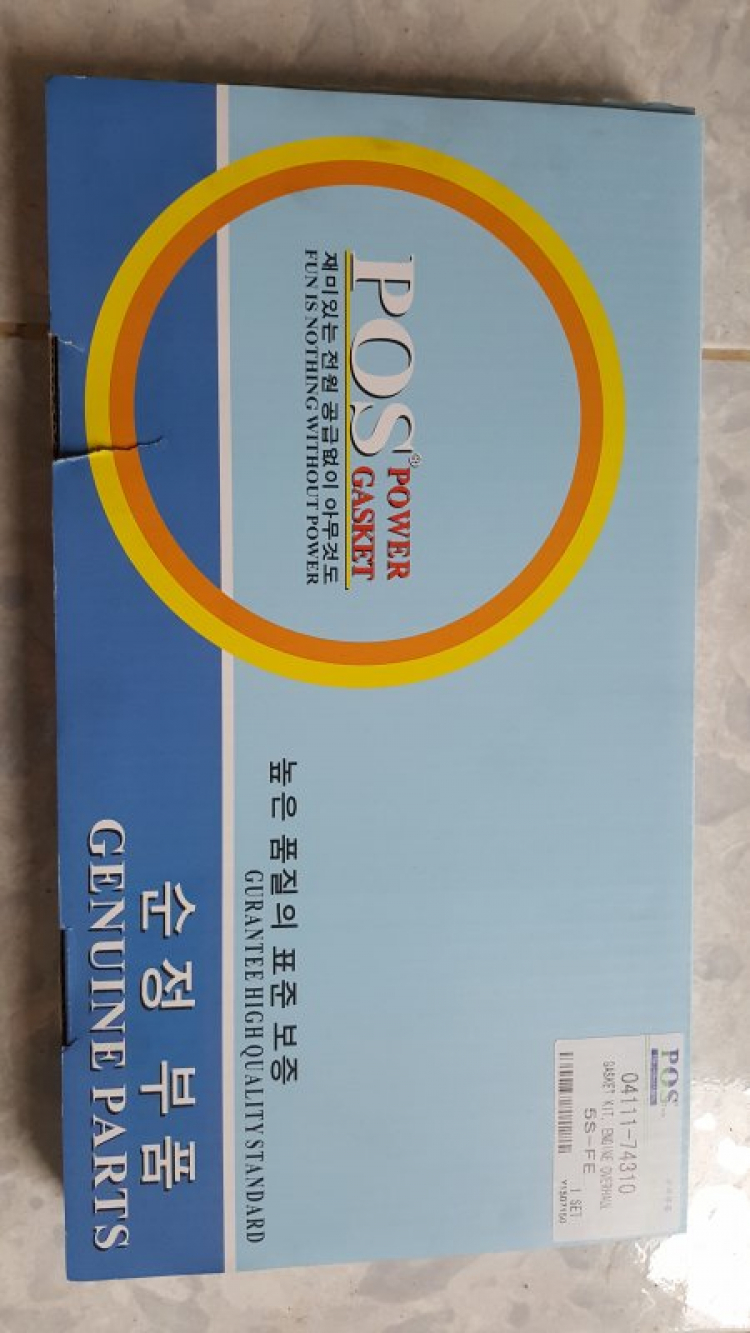 POS® POWER GASKET
재미있는 전원 공급없이 아무것도
FUN IS NOTHING WITHOUT POWER
높은 품질의 표준 보증
GURANTEE HIGH QUALITY STANDARD
순정 부품
GENUINE PARTS
POS
04111-74310
GASKET KIT, ENGINE OVERHAUL
5S-FE
1 SET